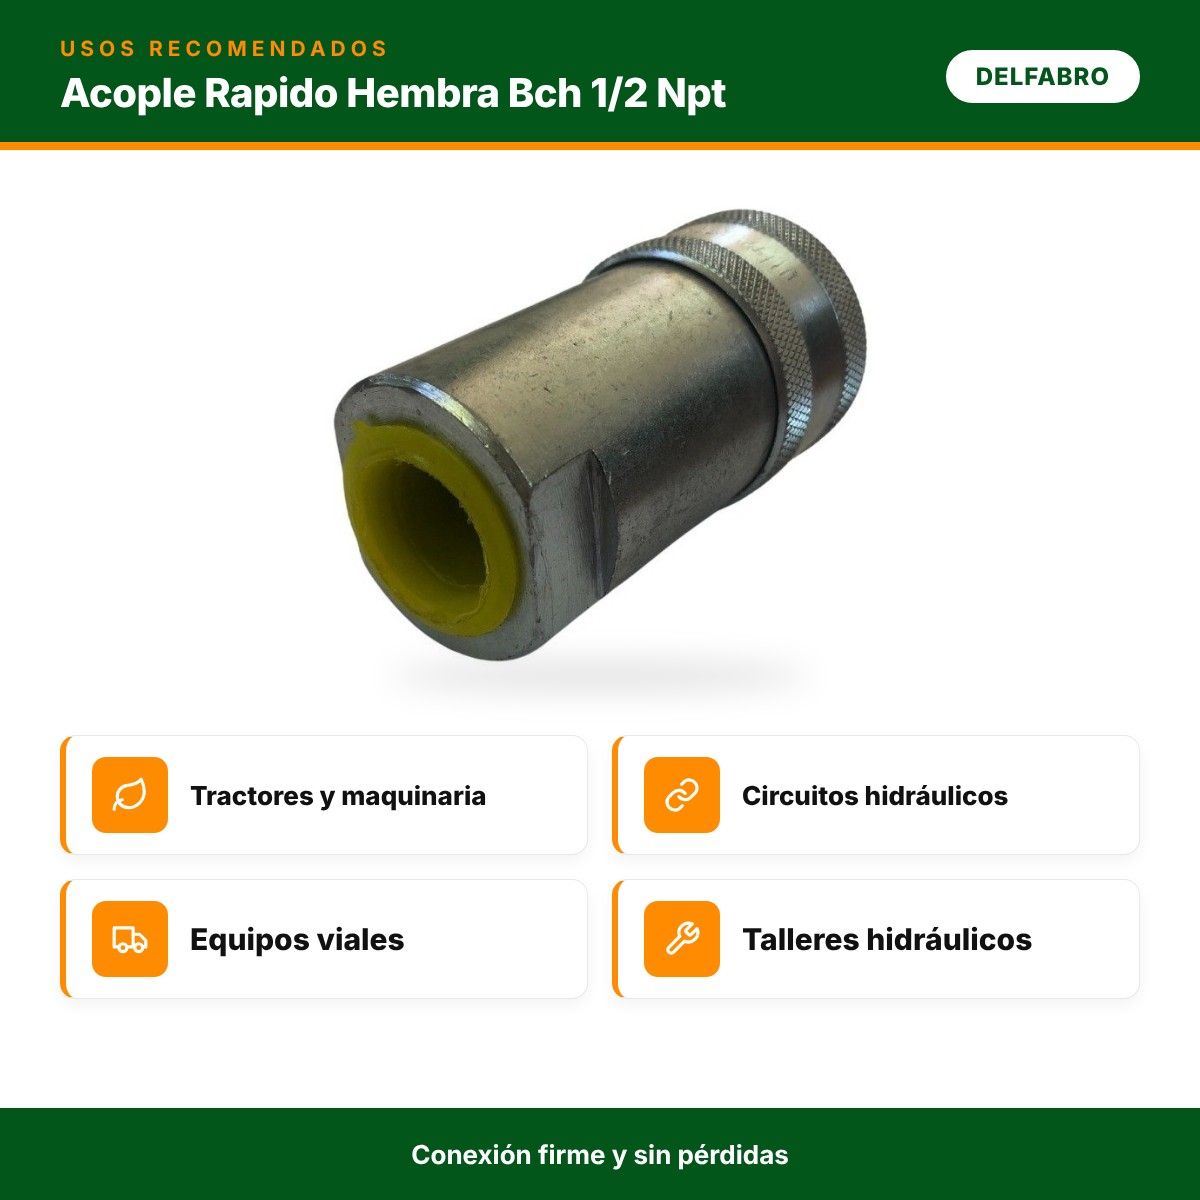 USOS RECOMENDADOS
Acople Rapido Hembra Bch 1/2 Npt
DELFABRO
Tractores y maquinaria
Circuitos hidráulicos
Equipos viales
Talleres hidráulicos
Conexión firme y sin pérdidas